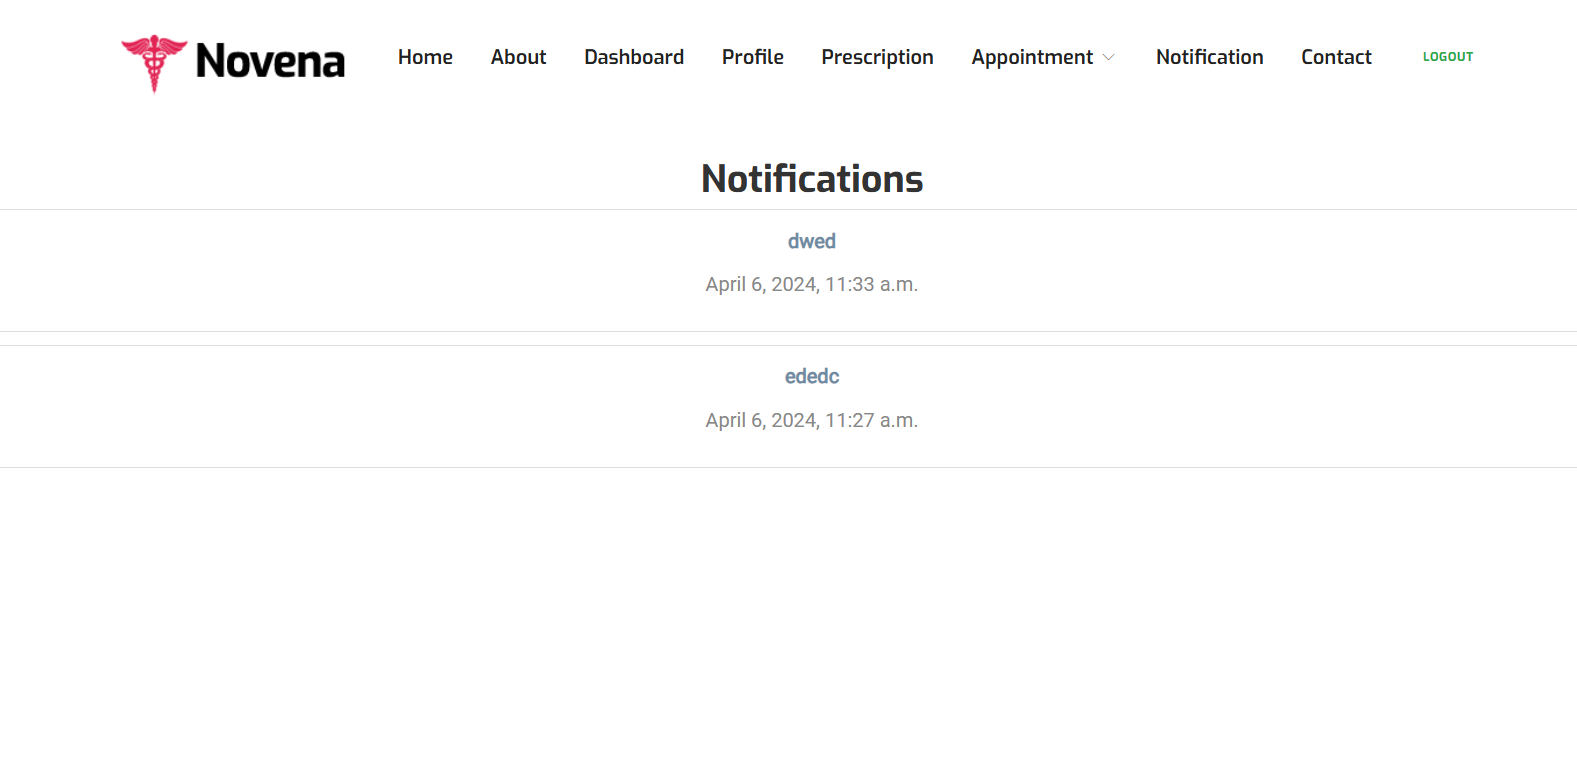 Novena Home About Dashboard Profile Prescription Appointment Notification Contact LOGOUT
Notifications
dwed
April 6, 2024, 11:33 a.m.
ededc
April 6, 2024, 11:27 a.m.